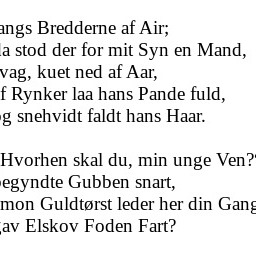 angs Bredderne af Air;
la stod der for mit Syn en Mand,
vag, kuet ned af Aar,
f Rynker laa hans Pande fuld,
g snehvidt faldt hans Haar.

Hvorhen skal du, min unge Ven?"
begyndte Gubben snart,
mon Guldtørst leder her din Gang
gav Elskov Foden Fart?